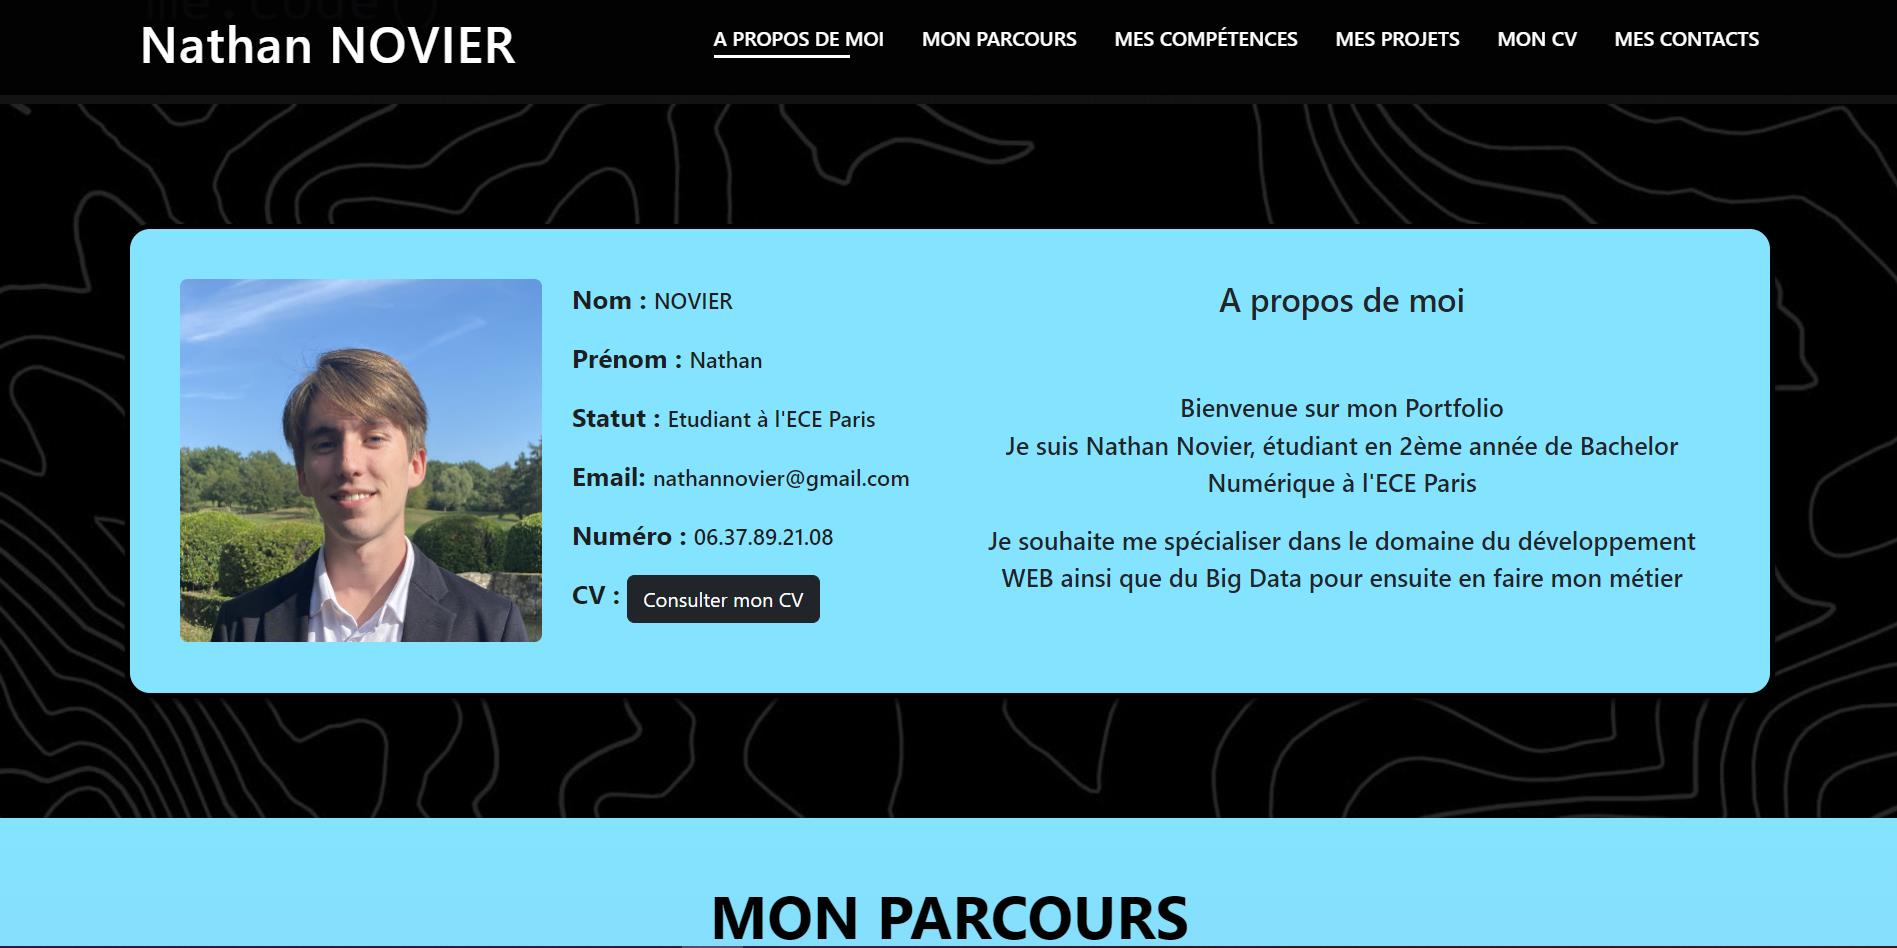 me.code()
Nathan NOVIER
A PROPOS DE MOI
MON PARCOURS
MES COMPÉTENCES
MES PROJETS
MON CV
MES CONTACTS
Nom : NOVIER
Prénom : Nathan
Statut : Etudiant à l'ECE Paris
Email: nathannovier@gmail.com
Numéro : 06.37.89.21.08
CV : Consulter mon CV
A propos de moi
Bienvenue sur mon Portfolio
Je suis Nathan Novier, étudiant en 2ème année de Bachelor
Numérique à l'ECE Paris
Je souhaite me spécialiser dans le domaine du développement
WEB ainsi que du Big Data pour ensuite en faire mon métier
MON PARCOURS